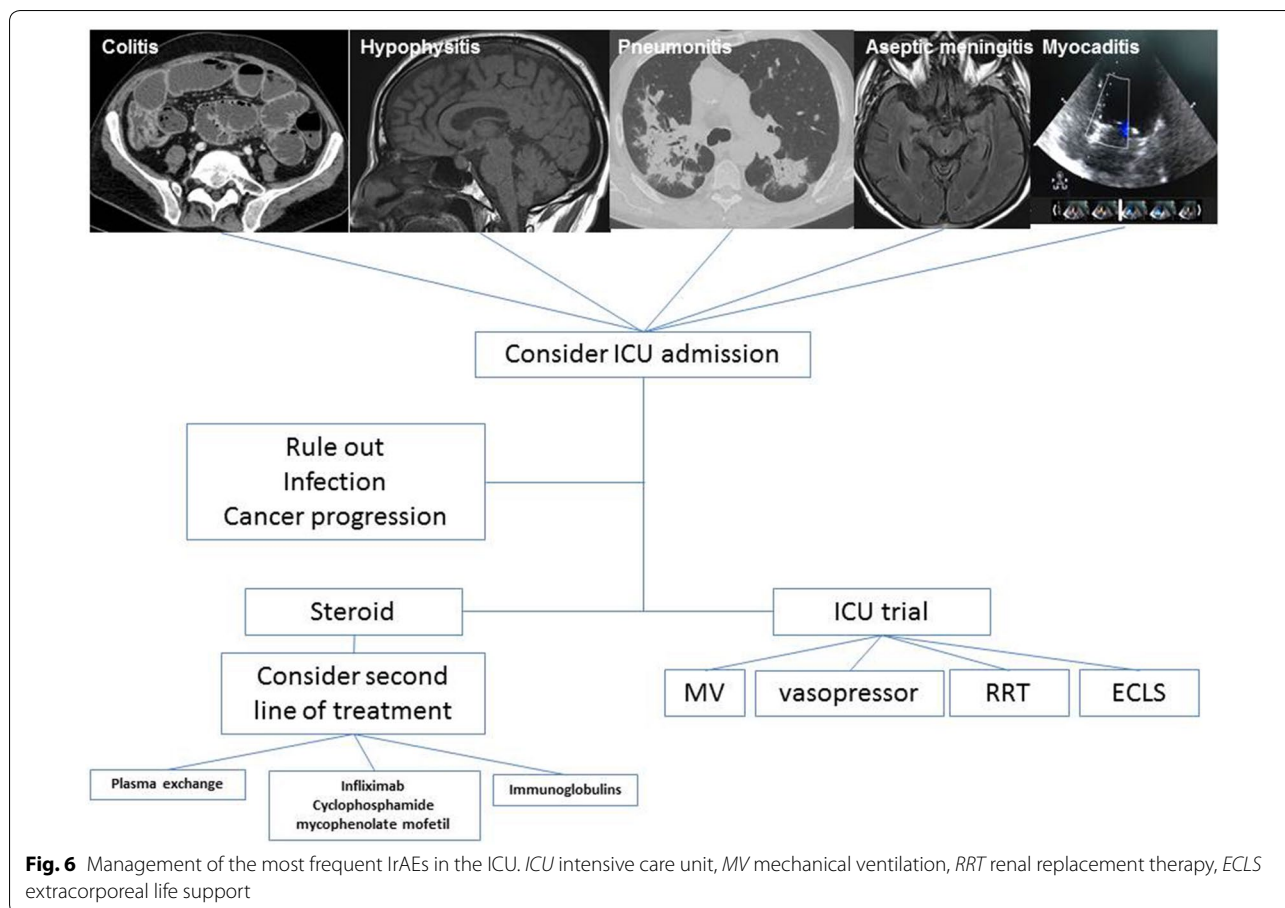 Colitis
Hypophysitis
Pneumonitis
Aseptic meningitis
Myocaditis
Consider ICU admission
Rule out
Infection
Cancer progression
Steroid
ICU trial
Consider second
line of treatment
MV
vasopressor
RRT
ECLS
Plasma exchange
Infliximab
Cyclophosphamide
mycophenolate mofetil
Immunoglobulins
Fig. 6 Management of the most frequent IrAEs in the ICU. ICU intensive care unit, MV mechanical ventilation, RRT renal replacement therapy, ECLS
extracorporeal life support